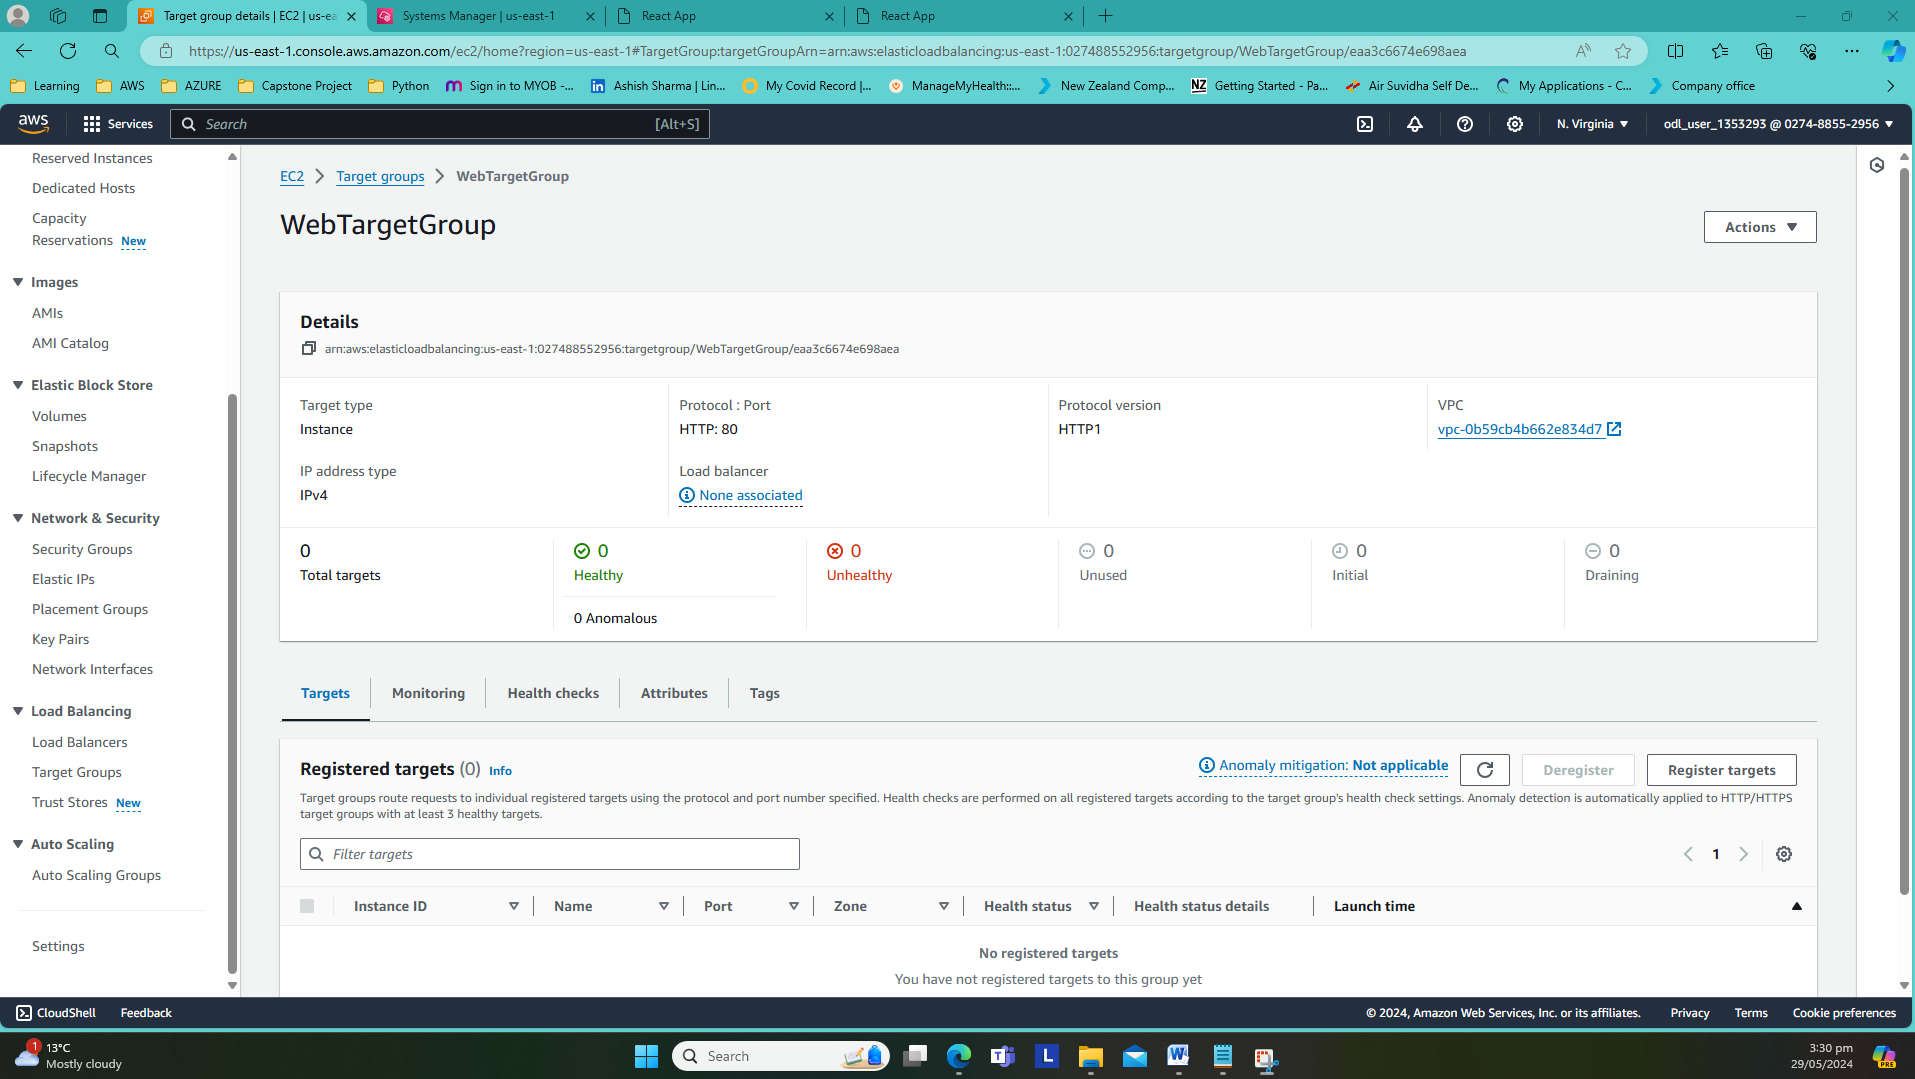 Target group details | EC2 | us-ea
Systems Manager | us-east-1
React App
React App
https://us-east-1.console.aws.amazon.com/ec2/home?region=us-east-1#TargetGroup:targetGroupArn=arn:aws:elasticloadbalancing:us-east-1:027488552956:targetgroup/WebTargetGroup/eaa3c6674e698aea
Learning
AWS
AZURE
Capstone Project
Python
Sign in to MYOB -...
Ashish Sharma | Lin...
My Covid Record |...
ManageMyHealth::...
New Zealand Comp...
NZ
Getting Started - Pa...
Air Suvidha Self De...
My Applications - C...
Company office
aws
Services
Search
[Alt+S]
N. Virginia
odl_user_1353293 @ 0274-8855-2956
Reserved Instances
Dedicated Hosts
Capacity
Reservations New
Images
AMIs
AMI Catalog
Elastic Block Store
Volumes
Snapshots
Lifecycle Manager
Network & Security
Security Groups
Elastic IPs
Placement Groups
Key Pairs
Network Interfaces
Load Balancing
Load Balancers
Target Groups
Trust Stores New
Auto Scaling
Auto Scaling Groups
Settings
EC2 > Target groups > WebTargetGroup
WebTargetGroup
Actions
Details
arn:aws:elasticloadbalancing:us-east-1:027488552956:targetgroup/WebTargetGroup/eaa3c6674e698aea
Target type
Instance
Protocol : Port
HTTP: 80
Protocol version
HTTP1
VPC
vpc-0b59cb4b662e834d7
IP address type
IPv4
Load balancer
None associated
0
Total targets
0
Healthy
0 Anomalous
0
Unhealthy
0
Unused
0
Initial
0
Draining
Targets
Monitoring
Health checks
Attributes
Tags
Registered targets (0) Info
Anomaly mitigation: Not applicable
Deregister
Register targets
Target groups route requests to individual registered targets using the protocol and port number specified. Health checks are performed on all registered targets according to the target group's health check settings. Anomaly detection is automatically applied to HTTP/HTTPS
target groups with at least 3 healthy targets.
Filter targets
1
Instance ID
Name
Port
Zone
Health status
Health status details
Launch time
No registered targets
You have not registered targets to this group yet
CloudShell
Feedback
© 2024, Amazon Web Services, Inc. or its affiliates.
Privacy
Terms
Cookie preferences
1
13°C
Mostly cloudy
Search
L
W
PRE
3:30 pm
29/05/2024